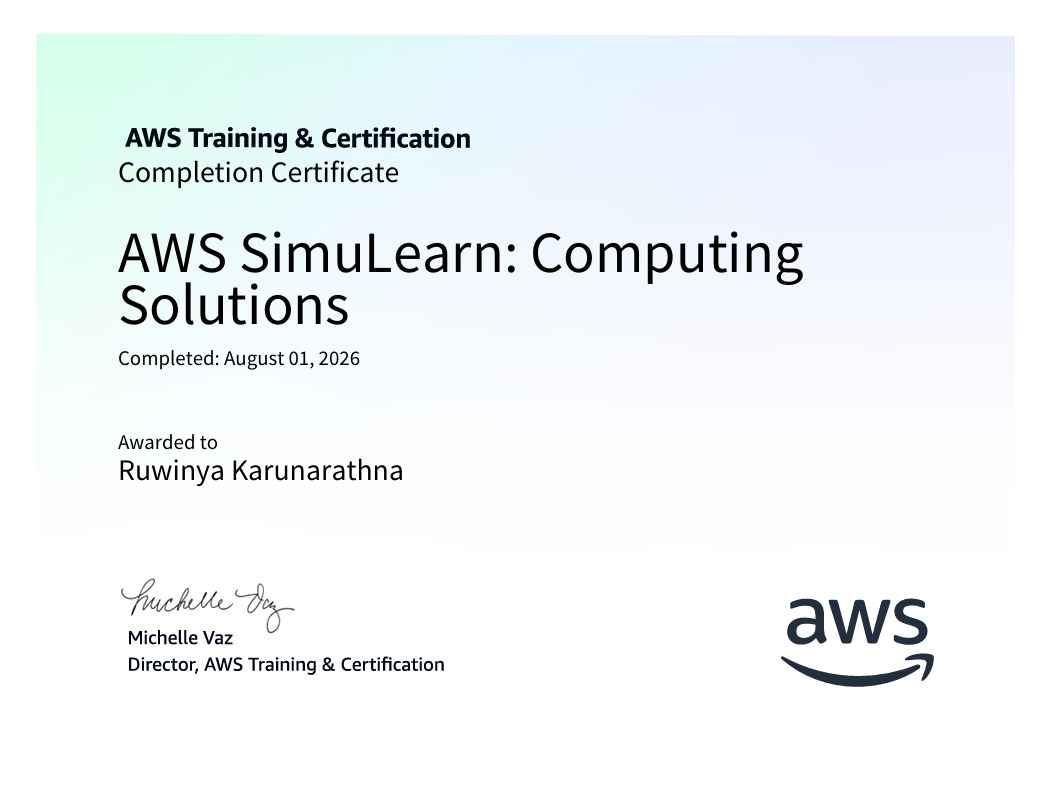 AWS Training & Certification
Completion Certificate
AWS SimuLearn: Computing
Solutions
Completed: August 01, 2026
Awarded to
Ruwinya Karunarathna
Michelle Vaz
Michelle Vaz
Director, AWS Training & Certification
aws